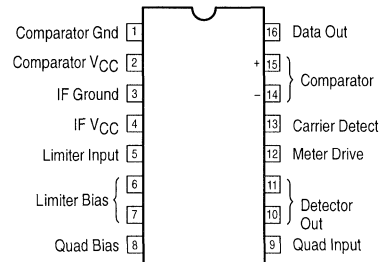 Comparator Gnd 1
Comparator VCC 2
IF Ground 3
IF VCC 4
Limiter Input 5
Limiter Bias 6
7
Quad Bias 8
16 Data Out
+ 15 Comparator
− 14
13 Carrier Detect
12 Meter Drive
11 Detector
10 Out
9 Quad Input